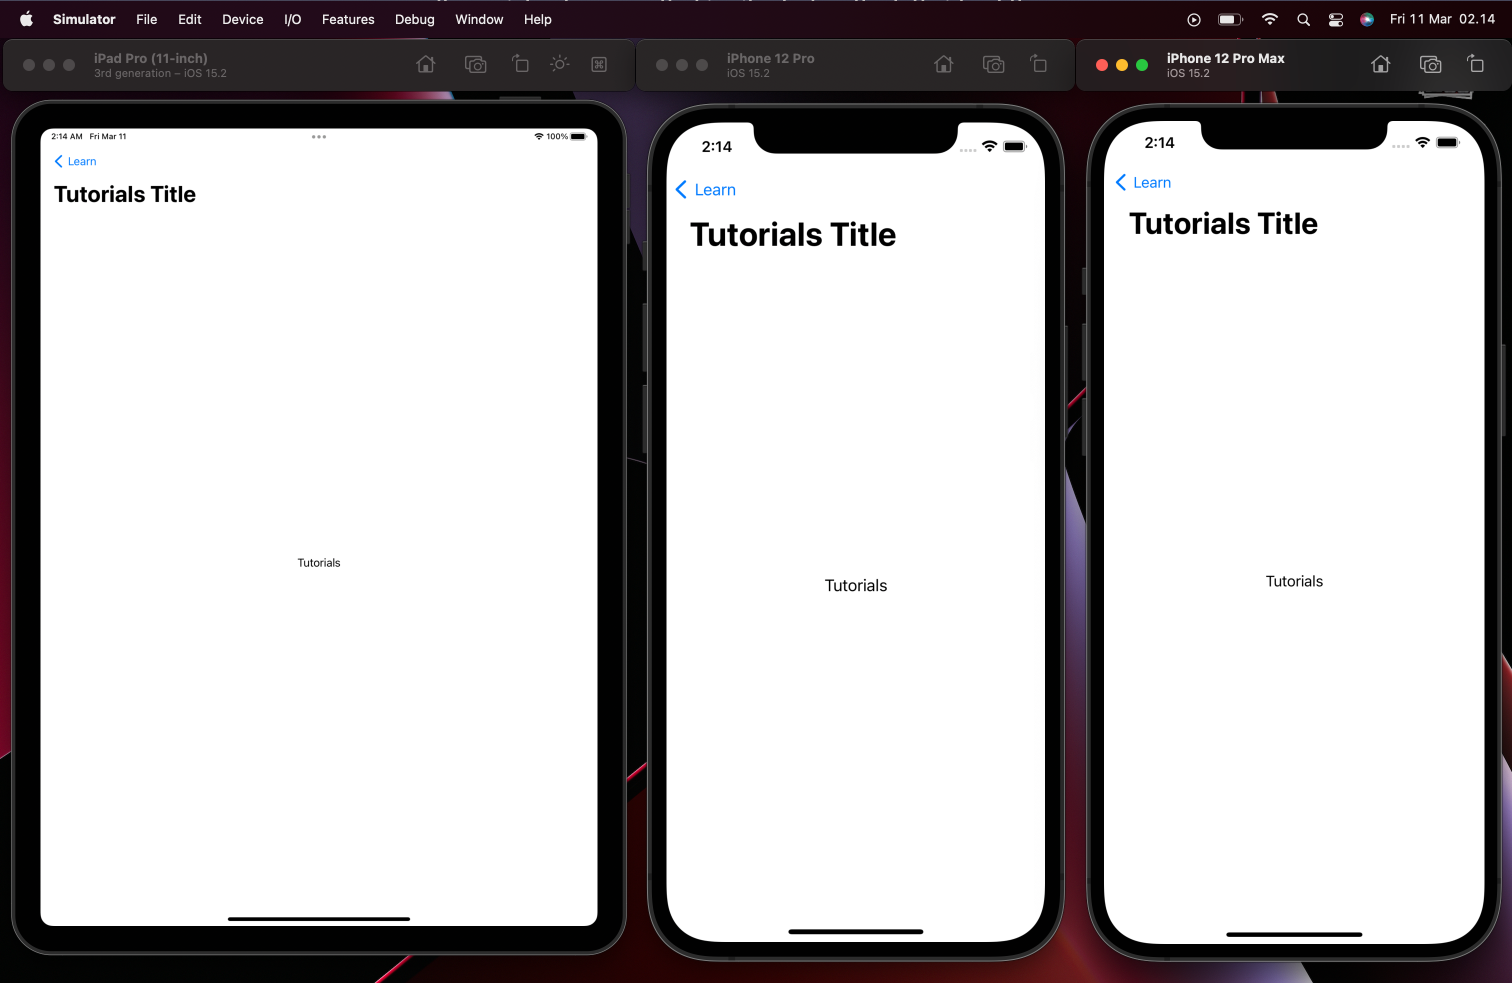 Simulator File Edit Device I/O Features Debug Window Help Fri 11 Mar 02.14
iPad Pro (11-inch)
3rd generation – iOS 15.2
iPhone 12 Pro
iOS 15.2
iPhone 12 Pro Max
iOS 15.2
2:14 AM Fri Mar 11 100%
Learn
Tutorials Title
Tutorials
2:14
Learn
Tutorials Title
Tutorials
2:14
Learn
Tutorials Title
Tutorials